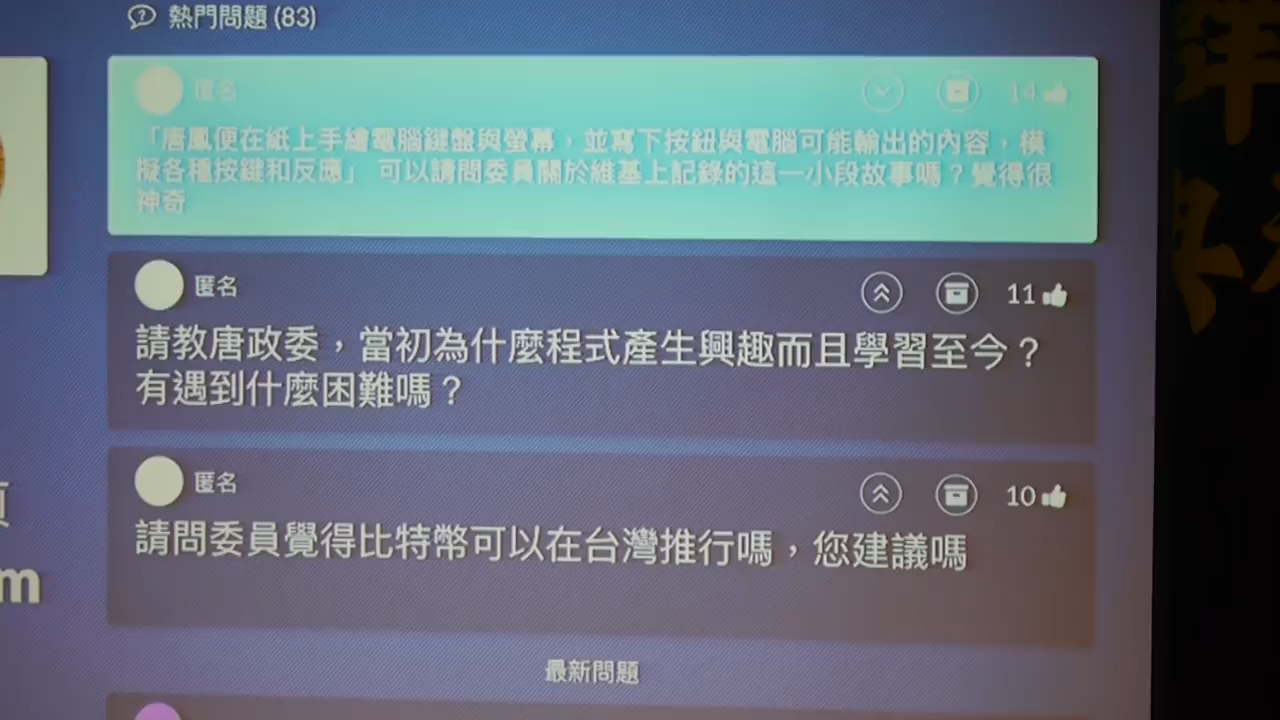 熱門問題 (83)
匿名
14
「唐鳳便在紙上手繪電腦鍵盤與螢幕，並寫下按鈕與電腦可能輸出的內容，模
擬各種按鍵和反應」 可以請問委員關於維基上記錄的這一小段故事嗎？覺得很
神奇
匿名
11
請教唐政委，當初為什麼程式產生興趣而且學習至今？
有遇到什麼困難嗎？
匿名
10
請問委員覺得比特幣可以在台灣推行嗎，您建議嗎
m
最新問題